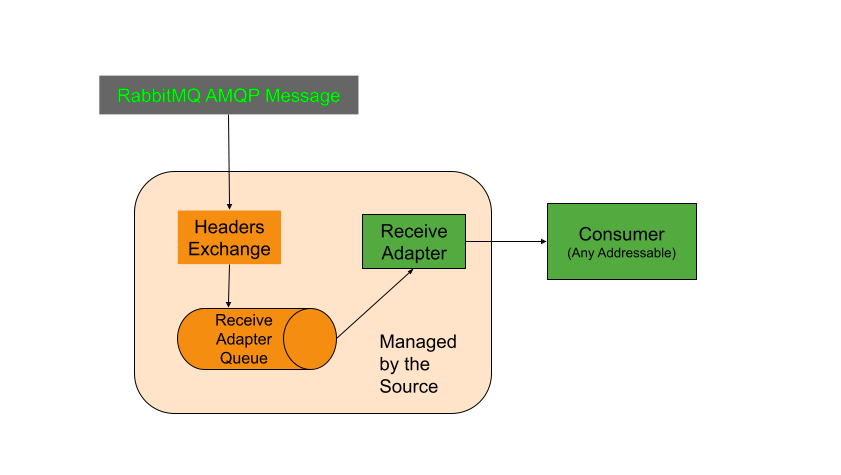 RabbitMQ AMQP Message
Headers
Exchange
Receive
Adapter
Consumer
(Any Addressable)
Receive
Adapter
Queue
Managed
by the
Source